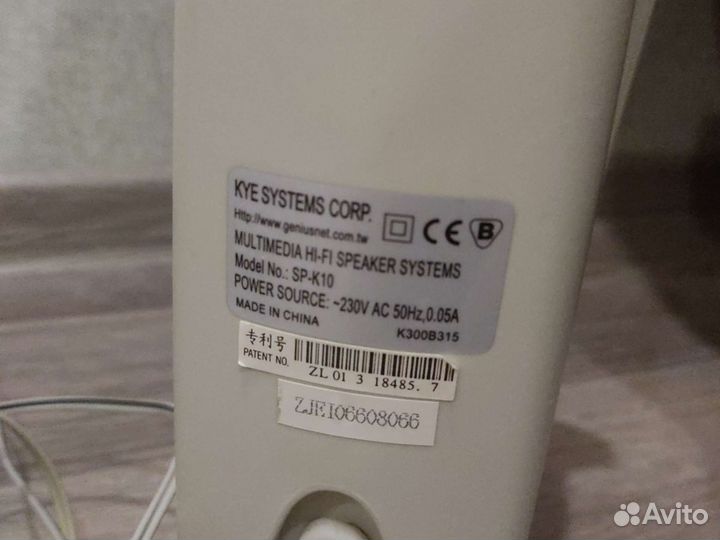 KYE SYSTEMS CORP.
Http://www.geniusnet.com.tw
CE B
MULTIMEDIA HI-FI SPEAKER SYSTEMS
Model No.: SP-K10
POWER SOURCE: ~230V AC 50Hz,0.05A
MADE IN CHINA
K300B315
专利号
PATENT NO.
ZL 01 3 18485. 7
ZJEI06608066
Avito